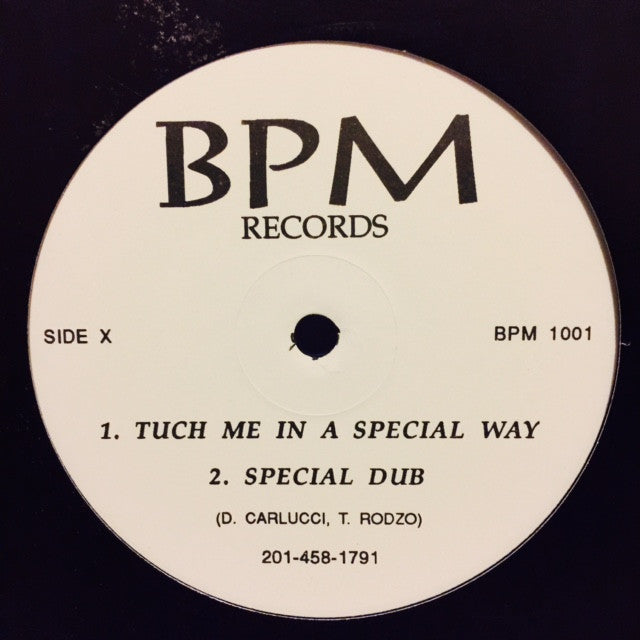 BPM
RECORDS
SIDE X
BPM 1001
1. TUCH ME IN A SPECIAL WAY
2. SPECIAL DUB
(D. CARLUCCI, T. RODZO)
201-458-1791